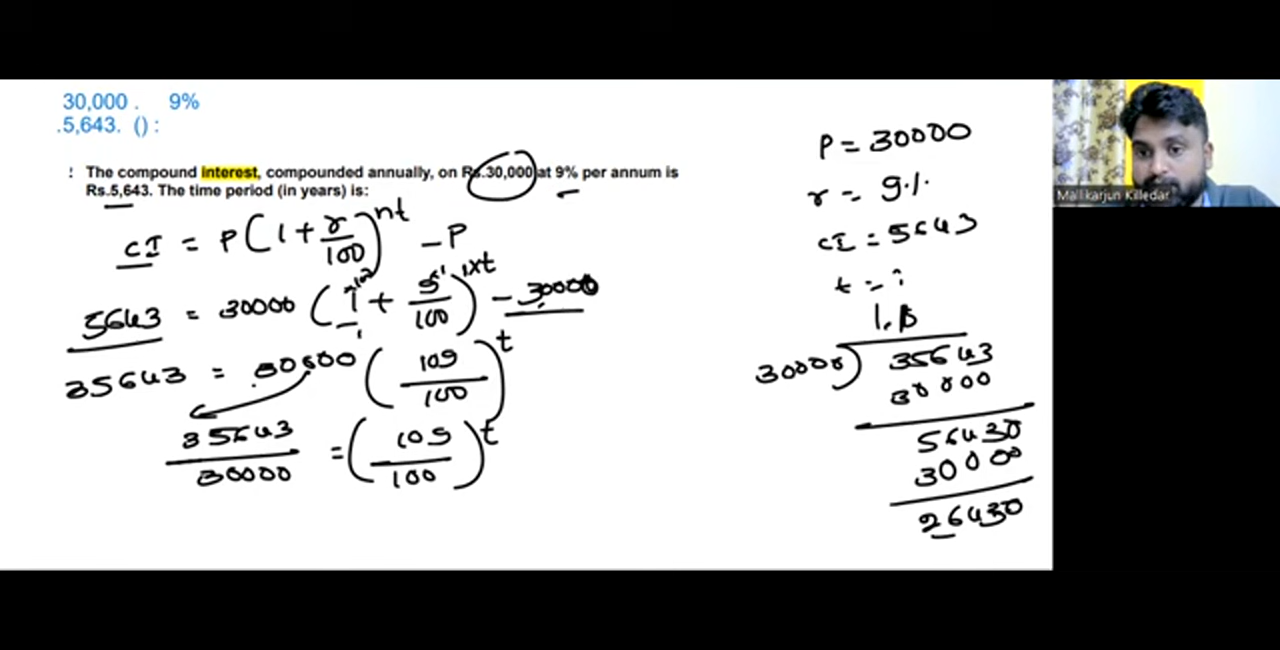 30,000 . 9%
.5,643. () :
: The compound interest, compounded annually, on Rs.30,000 at 9% per annum is
Rs.5,643. The time period (in years) is:
CI = P(1 + r/100)^nt - P
5643 = 30000 (1 + 9/100)^1xt - 30000
35643 = 30000 (109/100)^t
35643/30000 = (109/100)^t
P = 30000
r = 9%
CI = 5643
t = ?
1.
30000) 35643
30000
56430
30000
26430
Mallikarjun Killedar